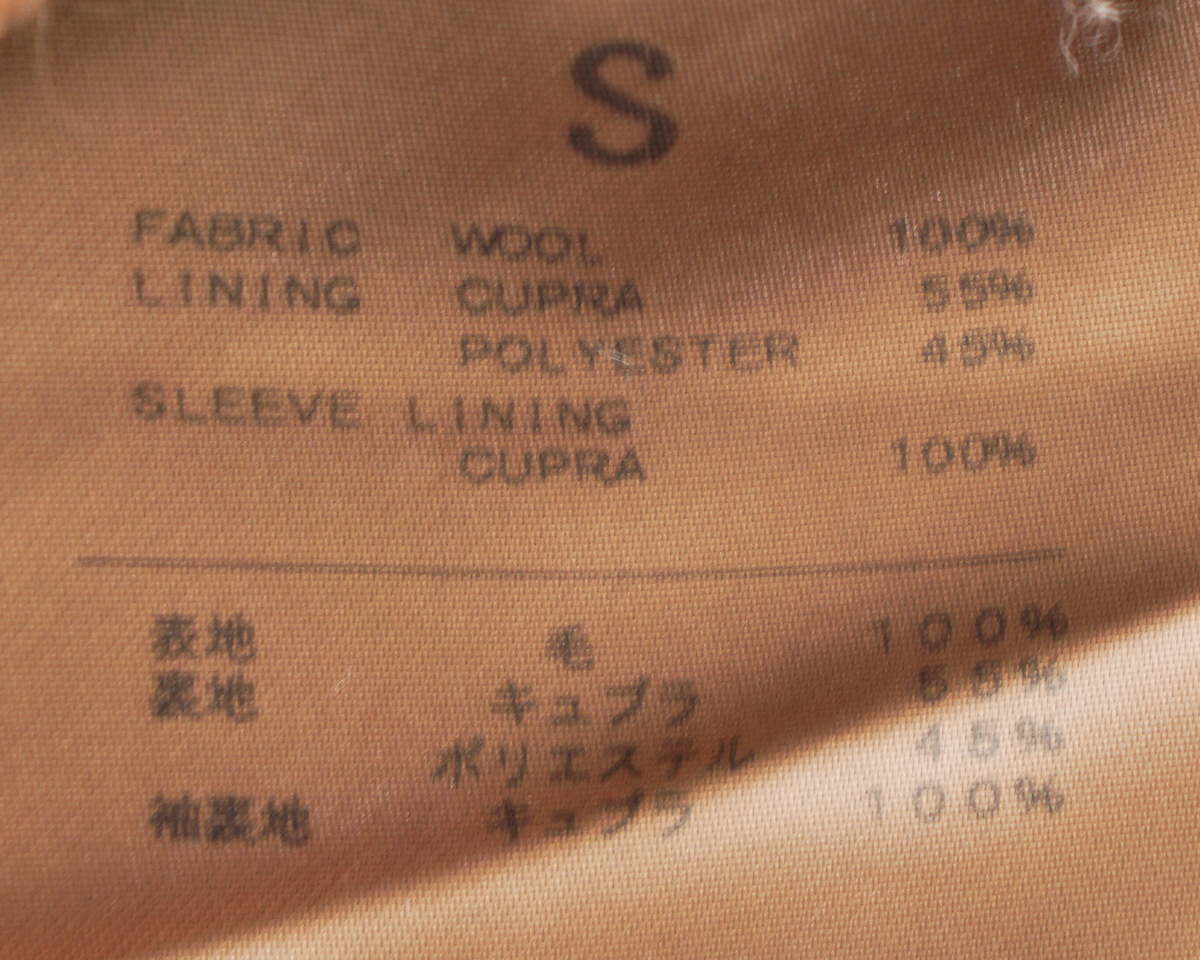 S
FABRIC WOOL 100%
LINING CUPRA 55%
POLYESTER 45%
SLEEVE LINING
CUPRA 100%
表地 毛 100%
裏地 キュプラ 55%
ポリエステル 45%
袖裏地 キュプラ 100%